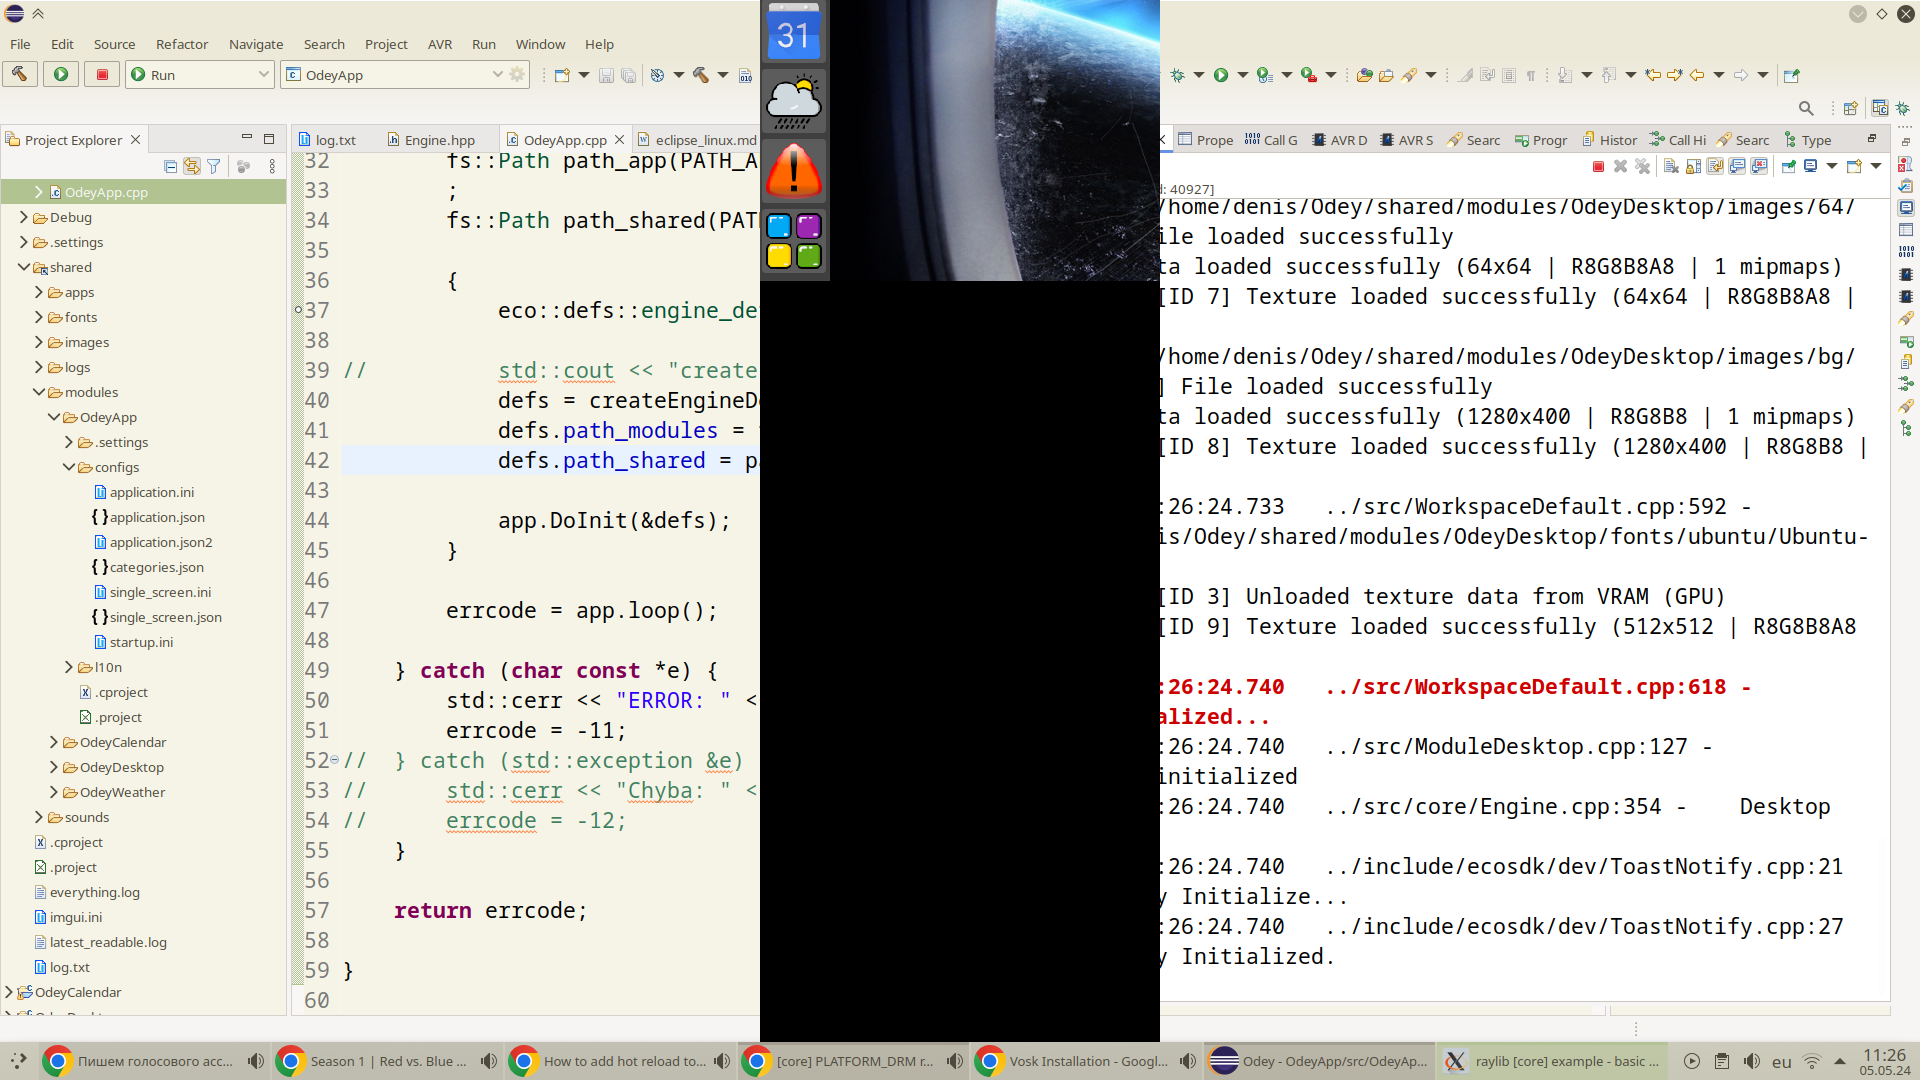 File Edit Source Refactor Navigate Search Project AVR Run Window Help
Run
OdeyApp
Project Explorer
OdeyApp.cpp
Debug
.settings
shared
apps
fonts
images
logs
modules
OdeyApp
.settings
configs
application.ini
application.json
application.json2
categories.json
single_screen.ini
single_screen.json
startup.ini
l10n
.cproject
.project
OdeyCalendar
OdeyDesktop
OdeyWeather
sounds
.cproject
.project
everything.log
imgui.ini
latest_readable.log
log.txt
OdeyCalendar
log.txt Engine.hpp OdeyApp.cpp eclipse_linux.md
32 fs::Path path_app(PATH_A
33 ;
34 fs::Path path_shared(PAT
35
36 {
37 eco::defs::engine_de
38
39 // std::cout << "create
40 defs = createEngineD
41 defs.path_modules =
42 defs.path_shared = p
43
44 app.DoInit(&defs);
45 }
46
47 errcode = app.loop();
48
49 } catch (char const *e) {
50 std::cerr << "ERROR: " <
51 errcode = -11;
52 // } catch (std::exception &e)
53 // std::cerr << "Chyba: " <
54 // errcode = -12;
55 }
56
57 return errcode;
58
59 }
60
31
Prope Call G AVR D AVR S Searc Progr Histor Call Hi Searc Type
d: 40927]
/home/denis/Odey/shared/modules/OdeyDesktop/images/64/
ile loaded successfully
ta loaded successfully (64x64 | R8G8B8A8 | 1 mipmaps)
[ID 7] Texture loaded successfully (64x64 | R8G8B8A8 |
/home/denis/Odey/shared/modules/OdeyDesktop/images/bg/
] File loaded successfully
ta loaded successfully (1280x400 | R8G8B8 | 1 mipmaps)
[ID 8] Texture loaded successfully (1280x400 | R8G8B8 |
:26:24.733 ../src/WorkspaceDefault.cpp:592 -
is/Odey/shared/modules/OdeyDesktop/fonts/ubuntu/Ubuntu-
[ID 3] Unloaded texture data from VRAM (GPU)
[ID 9] Texture loaded successfully (512x512 | R8G8B8A8
:26:24.740 ../src/WorkspaceDefault.cpp:618 -
alized...
:26:24.740 ../src/ModuleDesktop.cpp:127 -
initialized
:26:24.740 ../src/core/Engine.cpp:354 - Desktop
:26:24.740 ../include/ecosdk/dev/ToastNotify.cpp:21
y Initialize...
:26:24.740 ../include/ecosdk/dev/ToastNotify.cpp:27
y Initialized.
Пишем голосового асс... Season 1 | Red vs. Blue ... How to add hot reload to... [core] PLATFORM_DRM r... Vosk Installation - Googl... Odey - OdeyApp/src/OdeyAp... raylib [core] example - basic ... eu 11:26
05.05.24